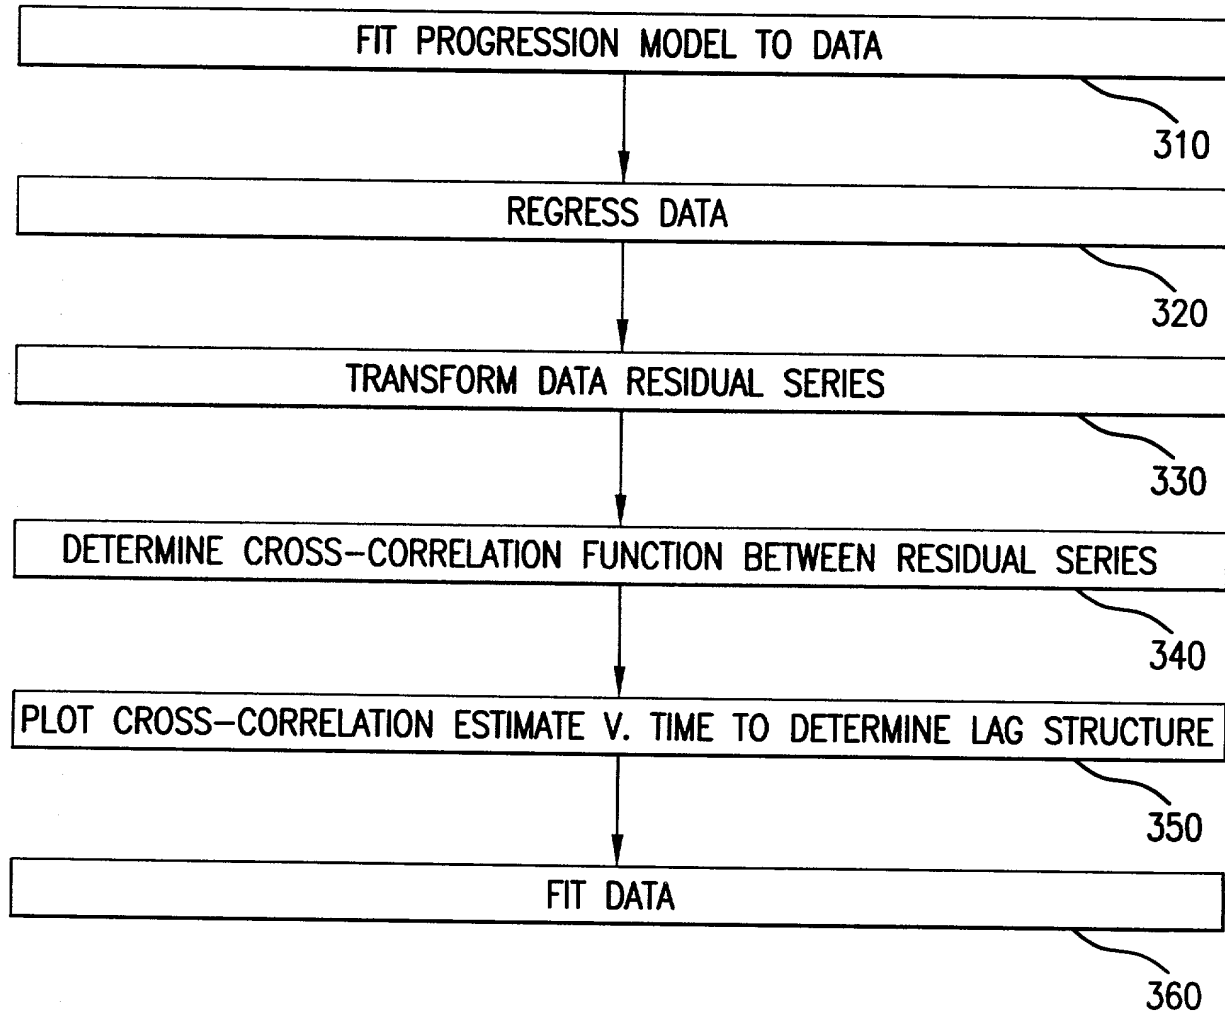 FIT PROGRESSION MODEL TO DATA
310
REGRESS DATA
320
TRANSFORM DATA RESIDUAL SERIES
330
DETERMINE CROSS-CORRELATION FUNCTION BETWEEN RESIDUAL SERIES
340
PLOT CROSS-CORRELATION ESTIMATE V. TIME TO DETERMINE LAG STRUCTURE
350
FIT DATA
360